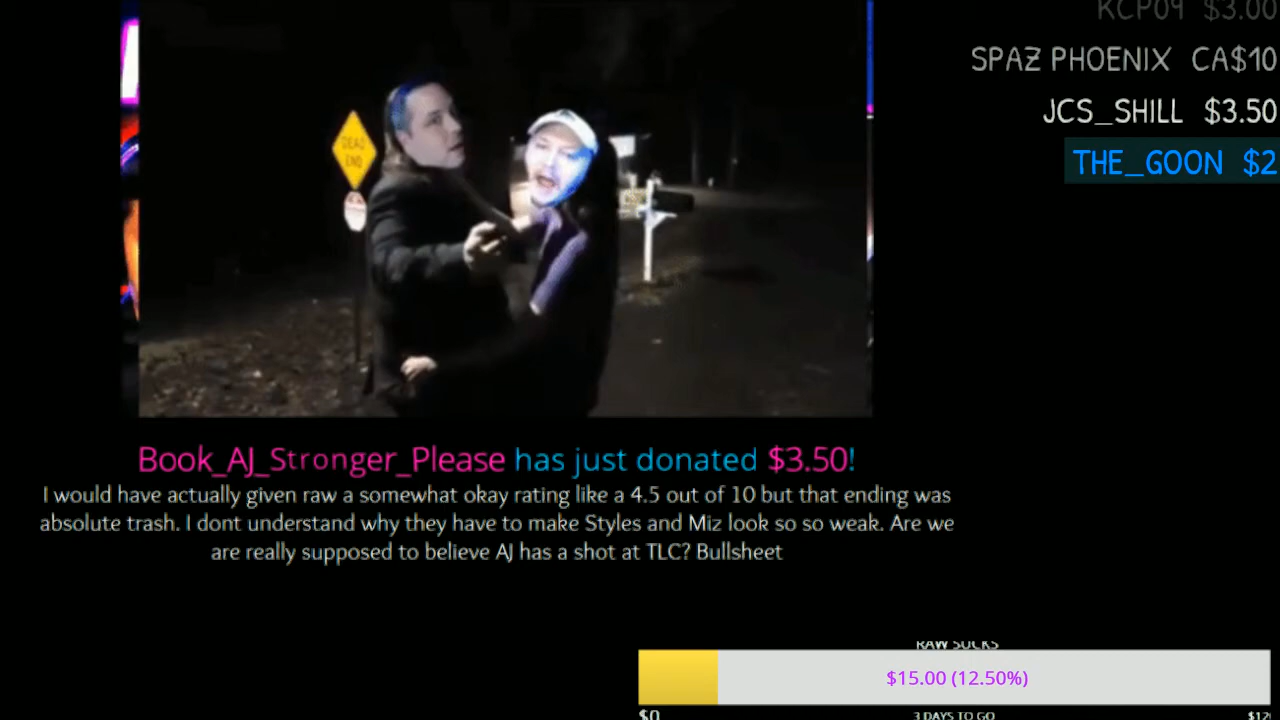 KCP09 $3.00
SPAZ PHOENIX CA$10
JCS_SHILL $3.50
THE_GOON $2
DEAD
END
Book_AJ_Stronger_Please has just donated $3.50!
I would have actually given raw a somewhat okay rating like a 4.5 out of 10 but that ending was
absolute trash. I dont understand why they have to make Styles and Miz look so so weak. Are we
are really supposed to believe AJ has a shot at TLC? Bullsheet
RAW SUCKS
$15.00 (12.50%)
$0 3 DAYS TO GO